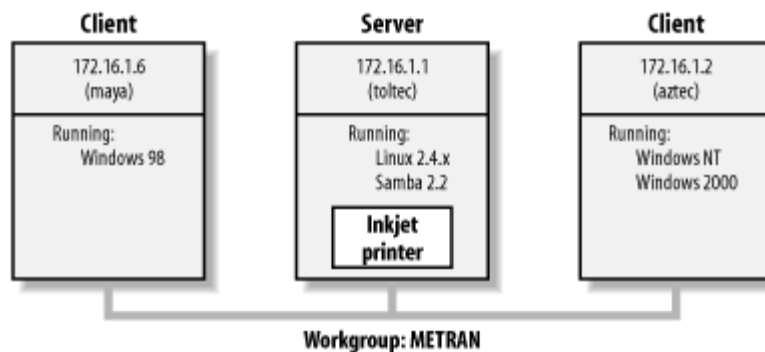 Client
172.16.1.6
(maya)
Running:
Windows 98
Server
172.16.1.1
(toltec)
Running:
Linux 2.4.x
Samba 2.2
Inkjet
printer
Client
172.16.1.2
(aztec)
Running:
Windows NT
Windows 2000
Workgroup: METRAN